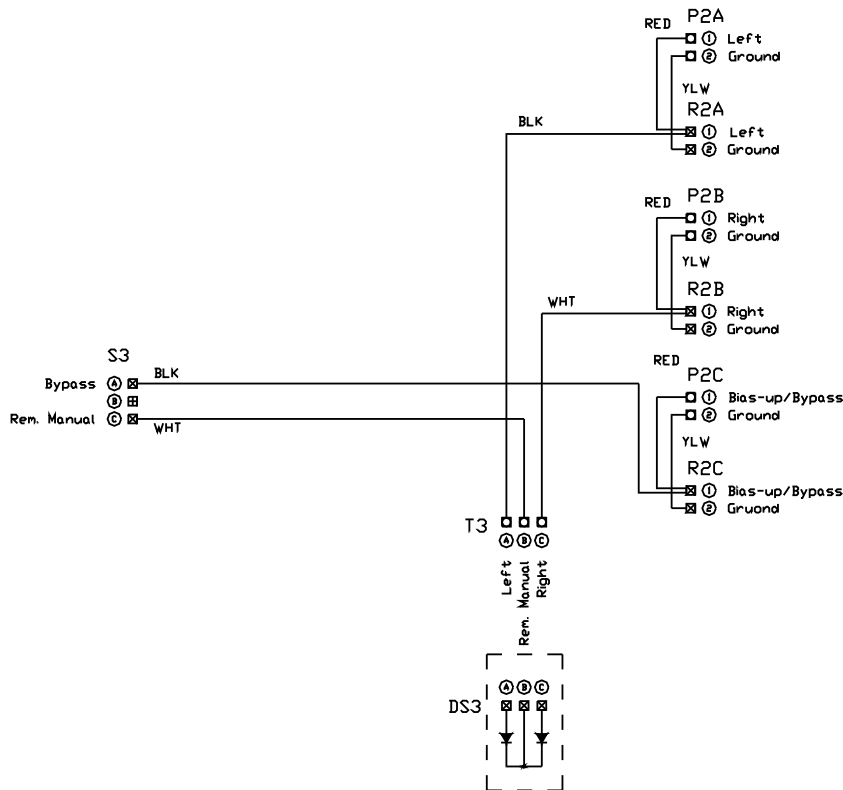 P2A
RED
1 Left
2 Ground
YLW
R2A
BLK
1 Left
2 Ground
P2B
RED
1 Right
2 Ground
YLW
R2B
WHT
1 Right
2 Ground
S3
RED
BLK
P2C
Bypass A
1 Bias-up/Bypass
B
2 Ground
Rem. Manual C
WHT
YLW
R2C
1 Bias-up/Bypass
2 Gruond
T3
A B C
Left
Rem. Manual
Right
A B C
DS3